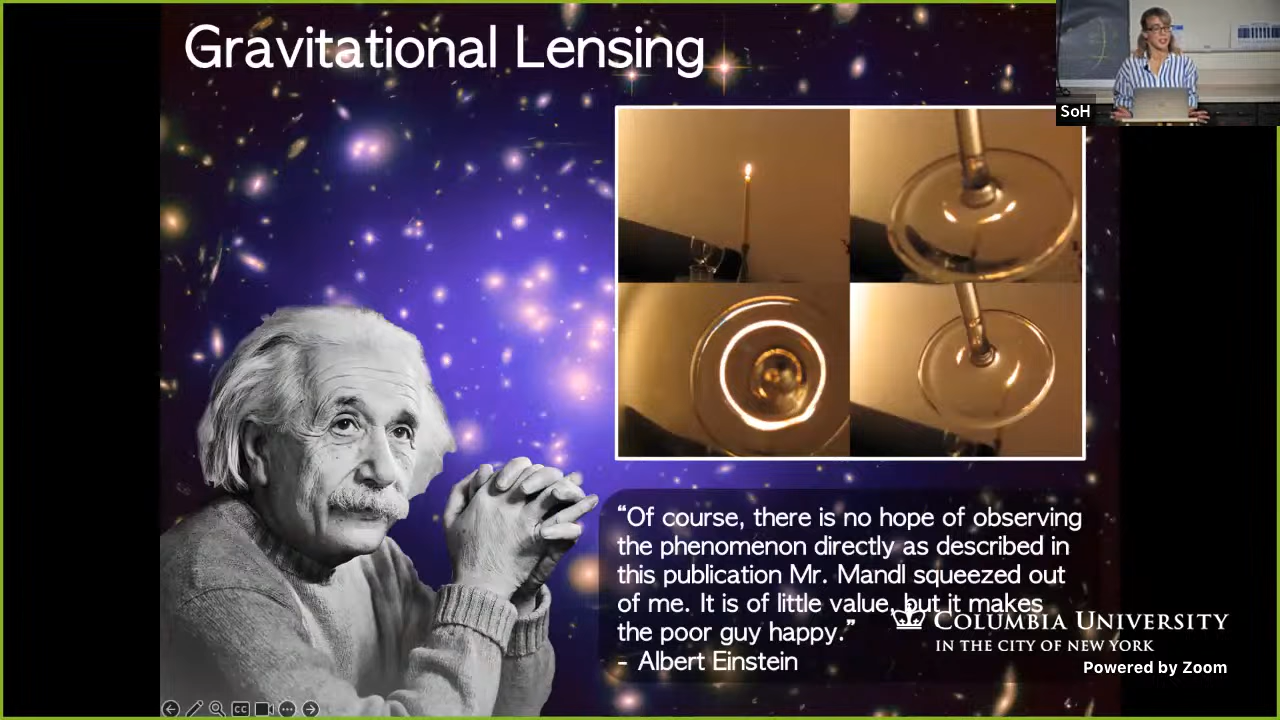 Gravitational Lensing
SoH
“Of course, there is no hope of observing
the phenomenon directly as described in
this publication Mr. Mandl squeezed out
of me. It is of little value, but it makes
the poor guy happy.”
- Albert Einstein
COLUMBIA UNIVERSITY
IN THE CITY OF NEW YORK
Powered by Zoom
CC